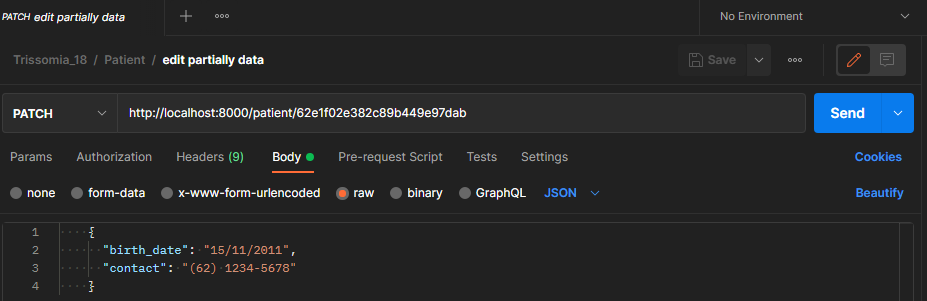 PATCH edit partially data
No Environment
Trissomia_18 / Patient / edit partially data
Save
PATCH http://localhost:8000/patient/62e1f02e382c89b449e97dab Send
Params Authorization Headers (9) Body Pre-request Script Tests Settings Cookies
none form-data x-www-form-urlencoded raw binary GraphQL JSON Beautify
1 {
2 "birth_date": "15/11/2011",
3 "contact": "(62) 1234-5678"
4 }